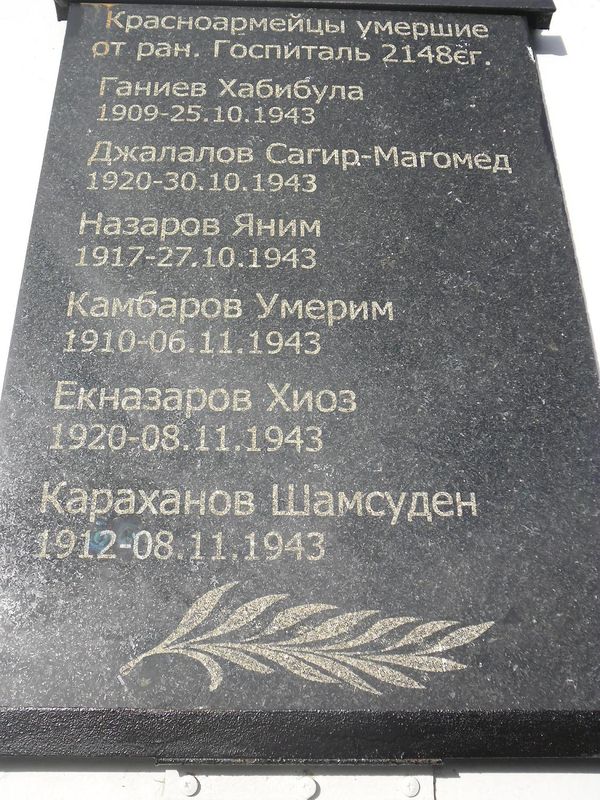 Красноармейцы умершие
от ран. Госпиталь 2148єг.
Ганиев Хабибула
1909-25.10.1943
Джалалов Сагир-Магомед
1920-30.10.1943
Назаров Яним
1917-27.10.1943
Камбаров Умерим
1910-06.11.1943
Екназаров Хиоз
1920-08.11.1943
Караханов Шамсуден
1912-08.11.1943